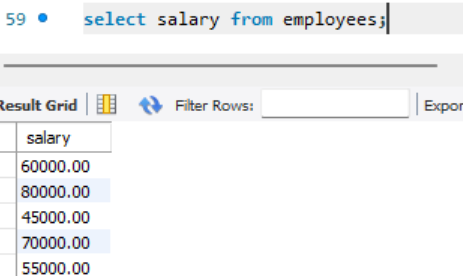 59 select salary from employees;
Result Grid Filter Rows: Expor
salary
60000.00
80000.00
45000.00
70000.00
55000.00